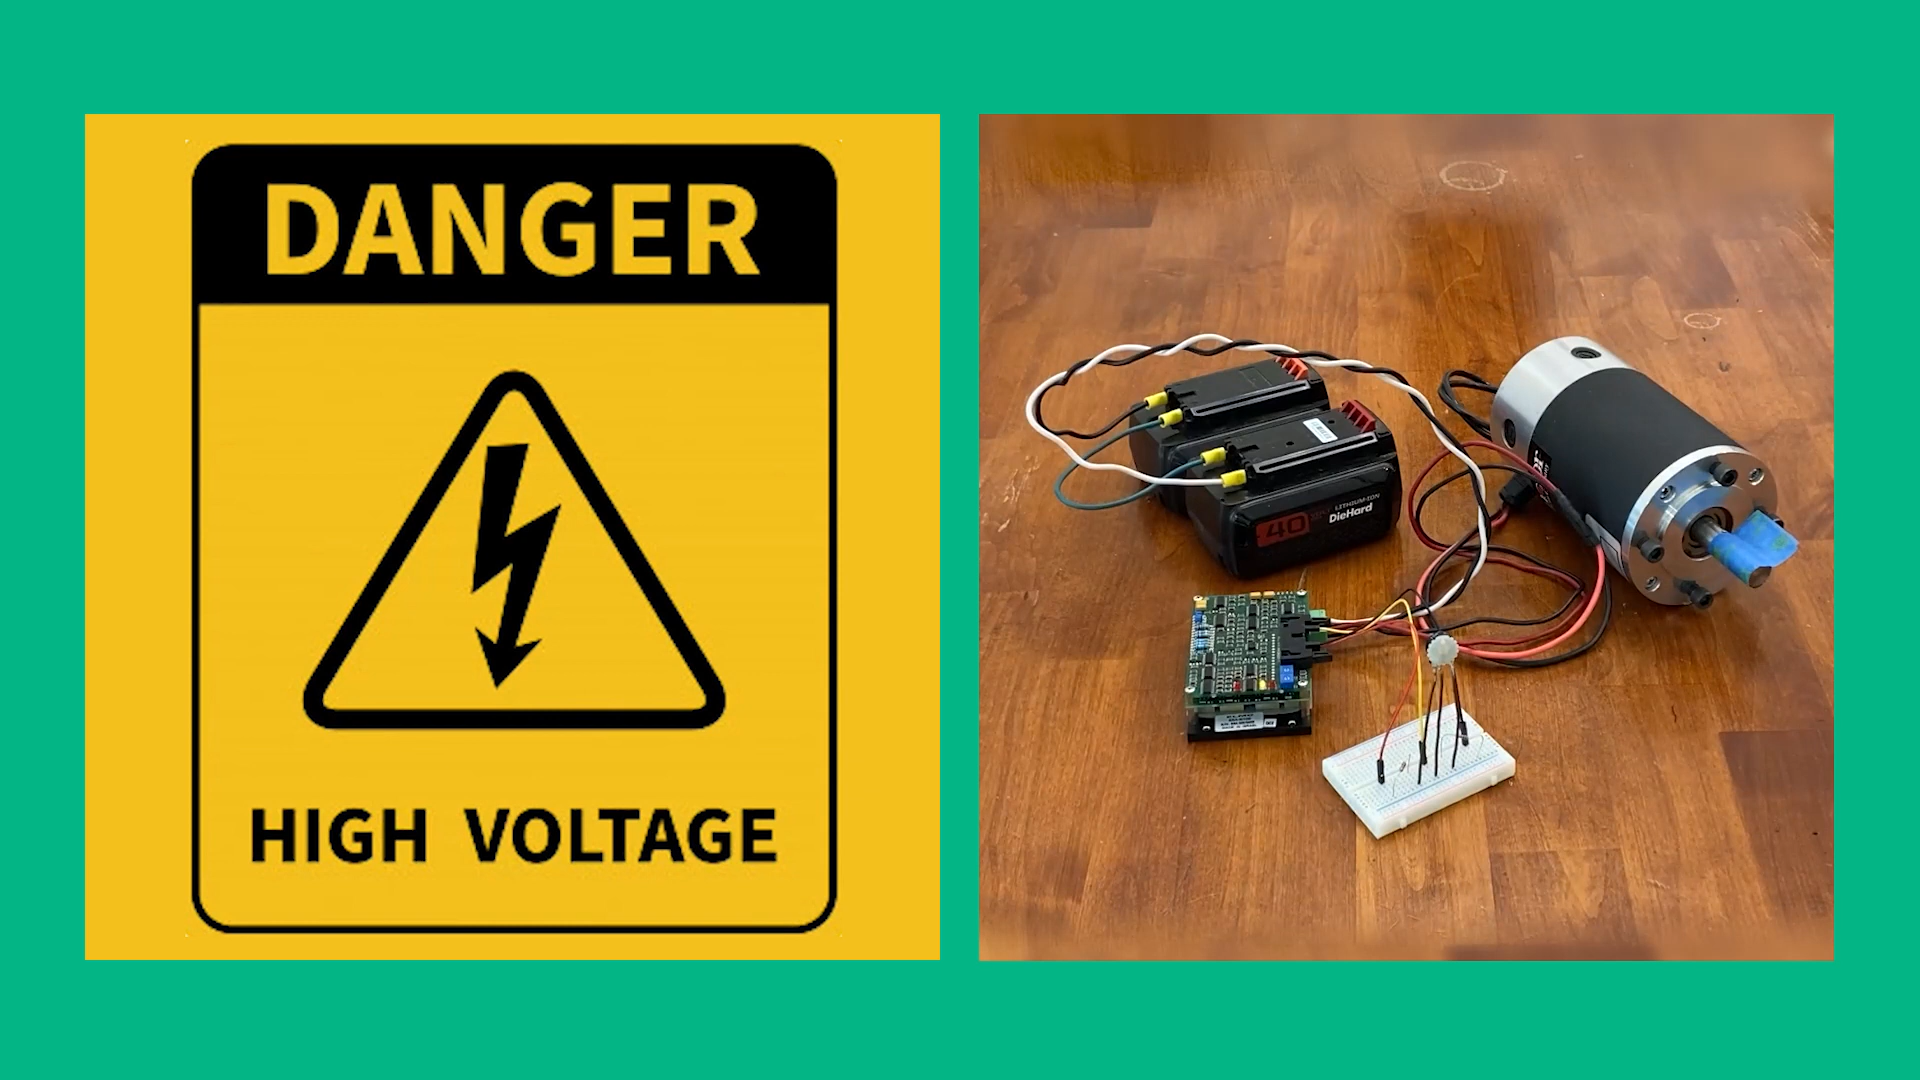 DANGER
HIGH VOLTAGE
40
LITHIUM-ION
DieHard